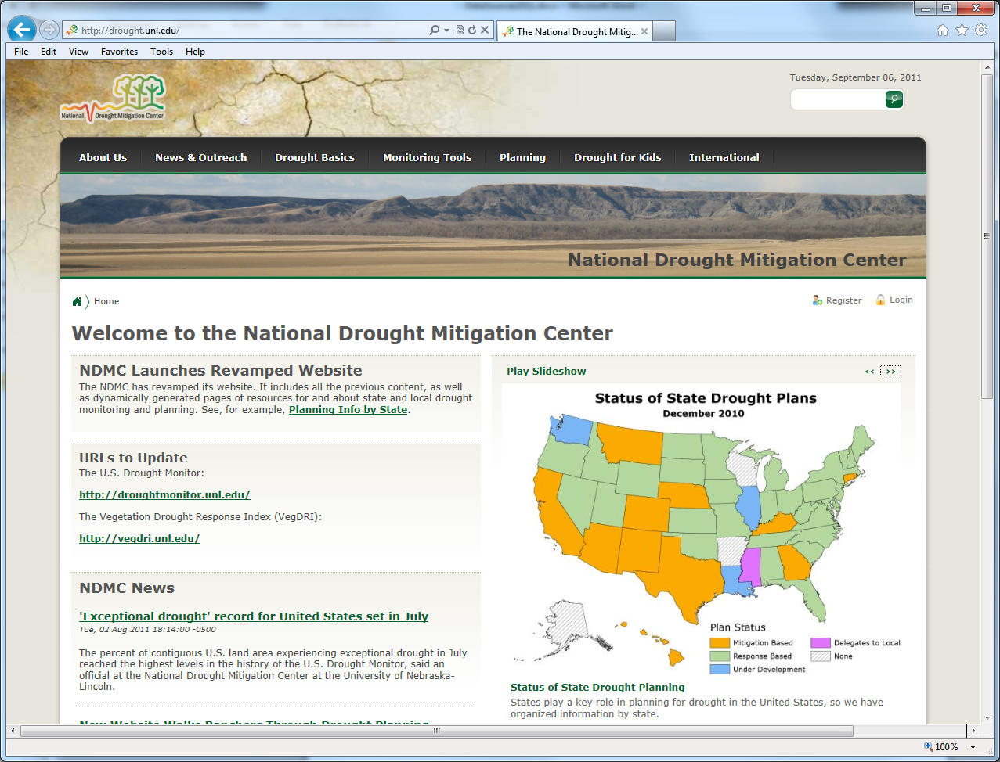 http://drought.unl.edu/
The National Drought Mitig...
File Edit View Favorites Tools Help
Tuesday, September 06, 2011
National Drought Mitigation Center
About Us News & Outreach Drought Basics Monitoring Tools Planning Drought for Kids International
National Drought Mitigation Center
Home
Register Login
Welcome to the National Drought Mitigation Center
NDMC Launches Revamped Website
The NDMC has revamped its website. It includes all the previous content, as well
as dynamically generated pages of resources for and about state and local drought
monitoring and planning. See, for example, Planning Info by State.
URLs to Update
The U.S. Drought Monitor:
http://droughtmonitor.unl.edu/
The Vegetation Drought Response Index (VegDRI):
http://vegdri.unl.edu/
NDMC News
'Exceptional drought' record for United States set in July
Tue, 02 Aug 2011 18:14:00 -0500
The percent of contiguous U.S. land area experiencing exceptional drought in July
reached the highest levels in the history of the U.S. Drought Monitor, said an
official at the National Drought Mitigation Center at the University of Nebraska-
Lincoln.
New Website Walks Ranchers Through Drought Planning
Play Slideshow << >>
Status of State Drought Plans
December 2010
Plan Status
Mitigation Based
Response Based
Under Development
Delegates to Local
None
Status of State Drought Planning
States play a key role in planning for drought in the United States, so we have
organized information by state.
100%